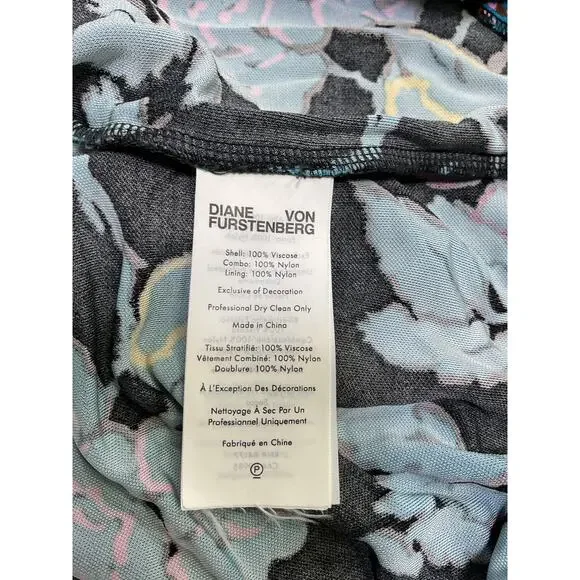 DIANE VON
FURSTENBERG
Shell: 100% Viscose
Combo: 100% Nylon
Lining: 100% Nylon
Exclusive of Decoration
Professional Dry Clean Only
Made in China
Tissu Stratifié: 100% Viscose
Vêtement Combiné: 100% Nylon
Doublure: 100% Nylon
À L'Exception Des Décorations
Nettoyage À Sec Par Un
Professionnel Uniquement
Fabriqué en Chine
P